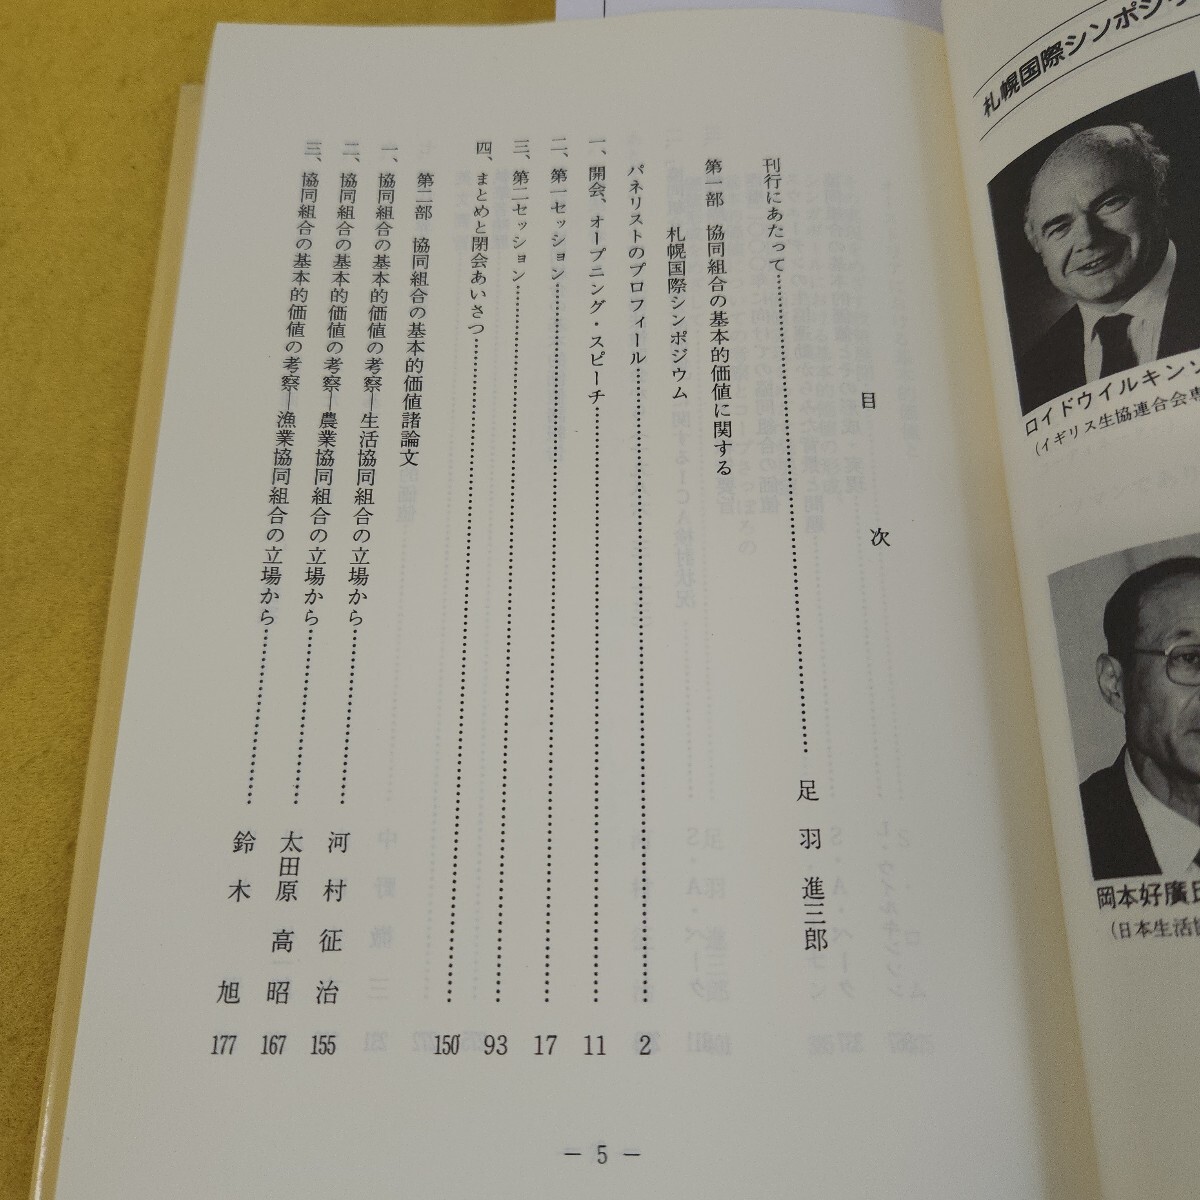 札幌国際シンポジウ
ロイドウイルキンソ
(イギリス生協連合会専
岡本好廣氏
(日本生活協
目次
刊行にあたって…………………………足羽進三郎
第一部 協同組合の基本的価値に関する
札幌国際シンポジウム
パネリストのプロフィール…………………………2
一、開会、オープニング・スピーチ…………………………11
二、第一セッション…………………………17
三、第二セッション…………………………93
四、まとめと閉会あいさつ…………………………150
第二部 協同組合の基本的価値諸論文
一、協同組合の基本的価値の考察―生活協同組合の立場から…………河村征治 155
二、協同組合の基本的価値の考察―農業協同組合の立場から…………太田原高昭 167
三、協同組合の基本的価値の考察―漁業協同組合の立場から…………鈴木旭 177
— 5 —